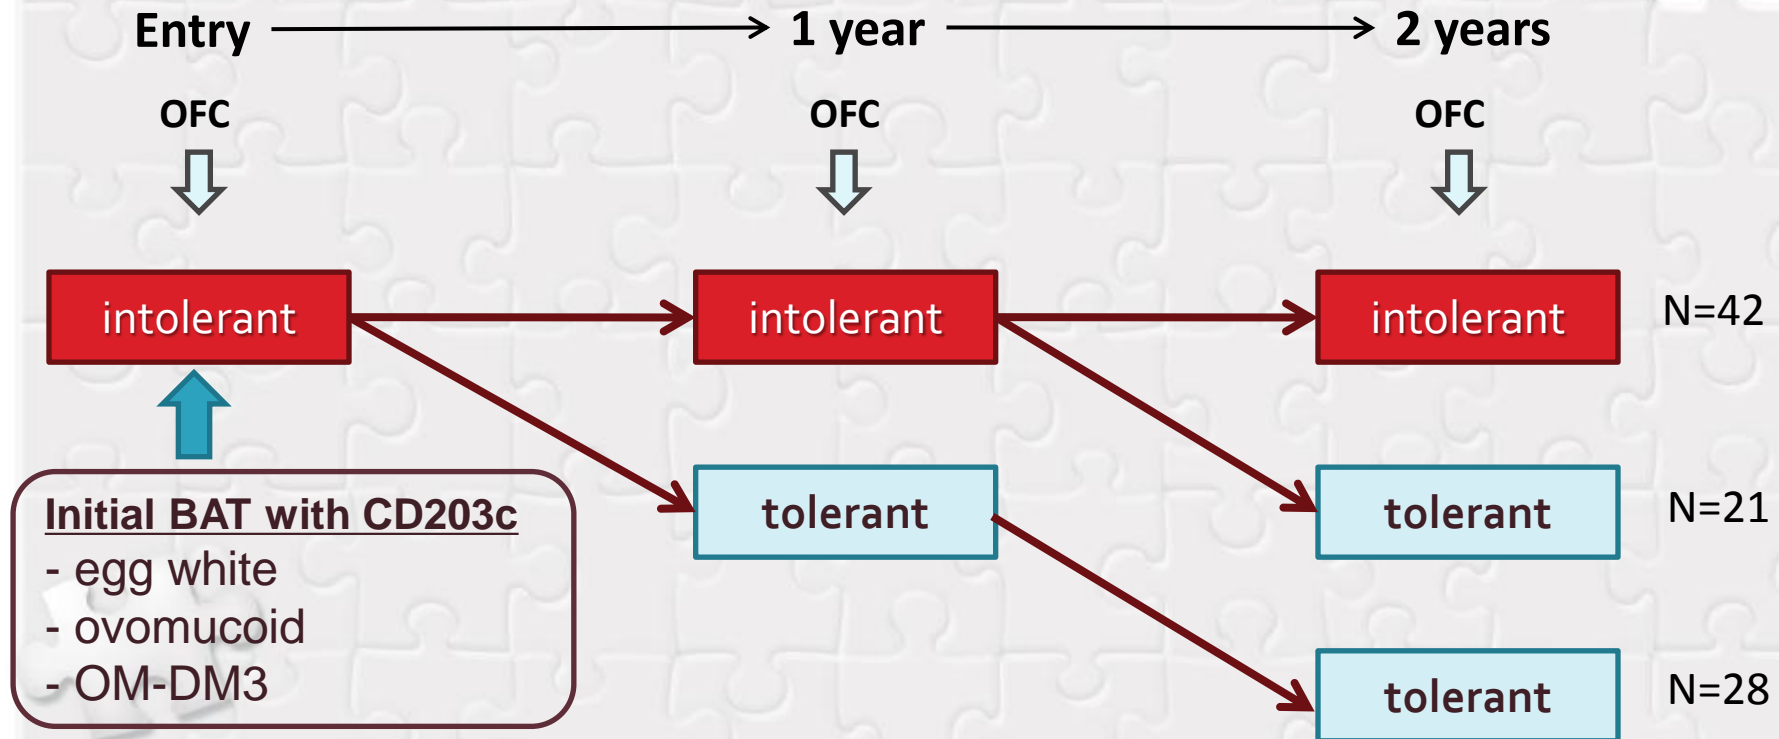 Entry 1 year 2 years
OFC OFC OFC
intolerant intolerant intolerant N=42
Initial BAT with CD203c
- egg white
- ovomucoid
- OM-DM3
tolerant tolerant N=21
tolerant N=28